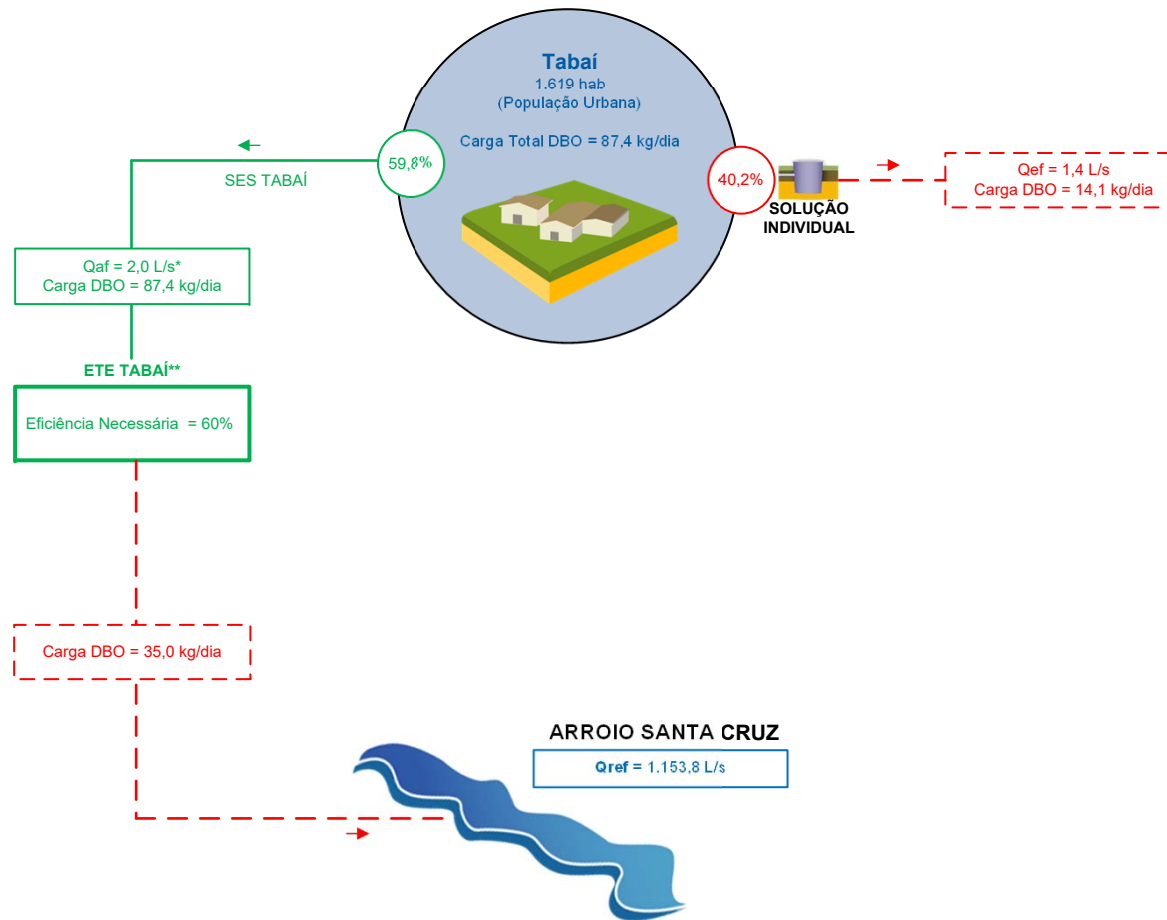 Tabaí
1.619 hab
(População Urbana)
Carga Total DBO = 87,4 kg/dia
59,8%
SES TABAÍ
40,2%
SOLUÇÃO
INDIVIDUAL
Qef = 1,4 L/s
Carga DBO = 14,1 kg/dia
Qaf = 2,0 L/s*
Carga DBO = 87,4 kg/dia
ETE TABAÍ**
Eficiência Necessária = 60%
Carga DBO = 35,0 kg/dia
ARROIO SANTA CRUZ
Qref = 1.153,8 L/s